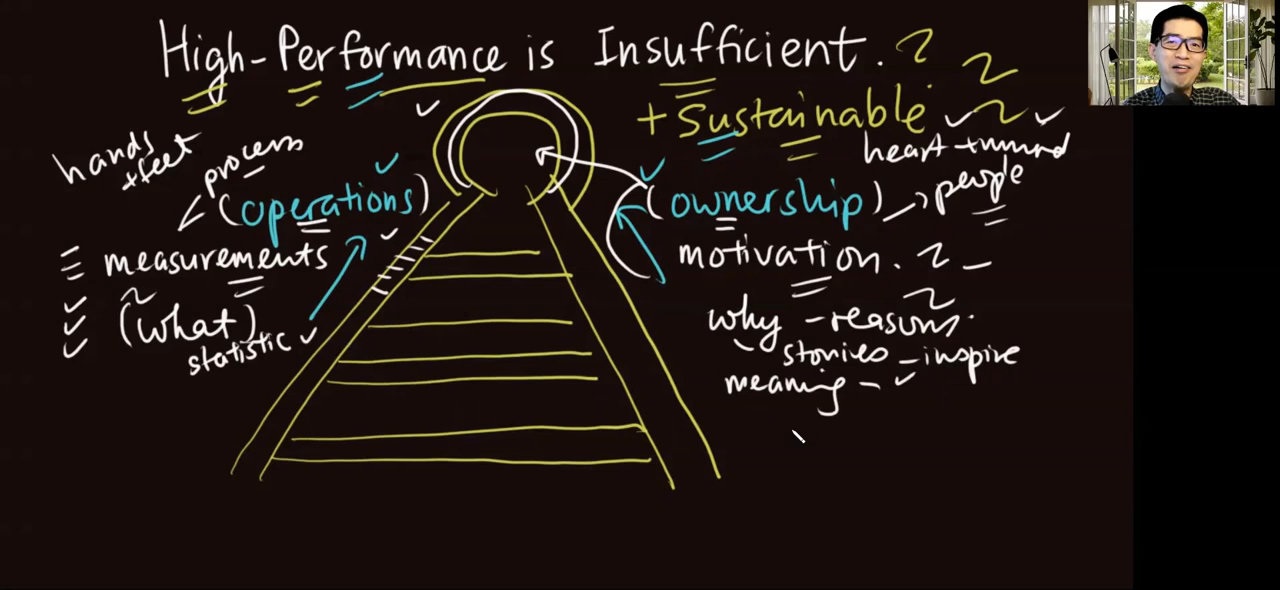 High-Performance is Insufficient.
+ Sustainable
hands
+ feet
process
(operations)
measurements
(what)
statistic
heart + mind
(ownership) → people
motivation.
why - reasons.
stories - inspire
meaning -